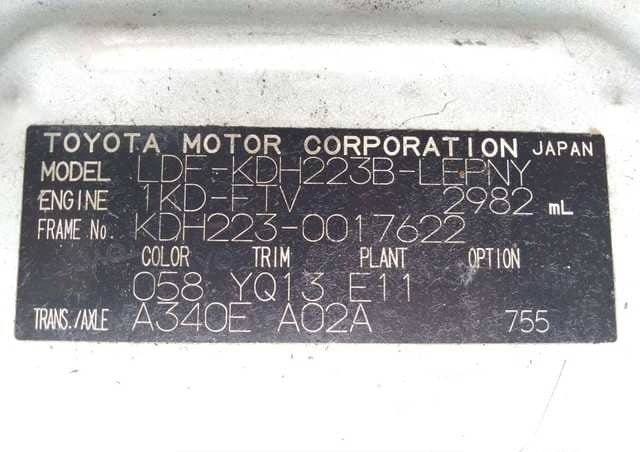 TOYOTA MOTOR CORPORATION JAPAN
MODEL LDF-KDH223B-LEPNY
ENGINE 1KD-FTV 2982 mL
FRAME No. KDH223-0017622
COLOR TRIM PLANT OPTION
058 YQ13 E11
TRANS./AXLE A340E A02A 755